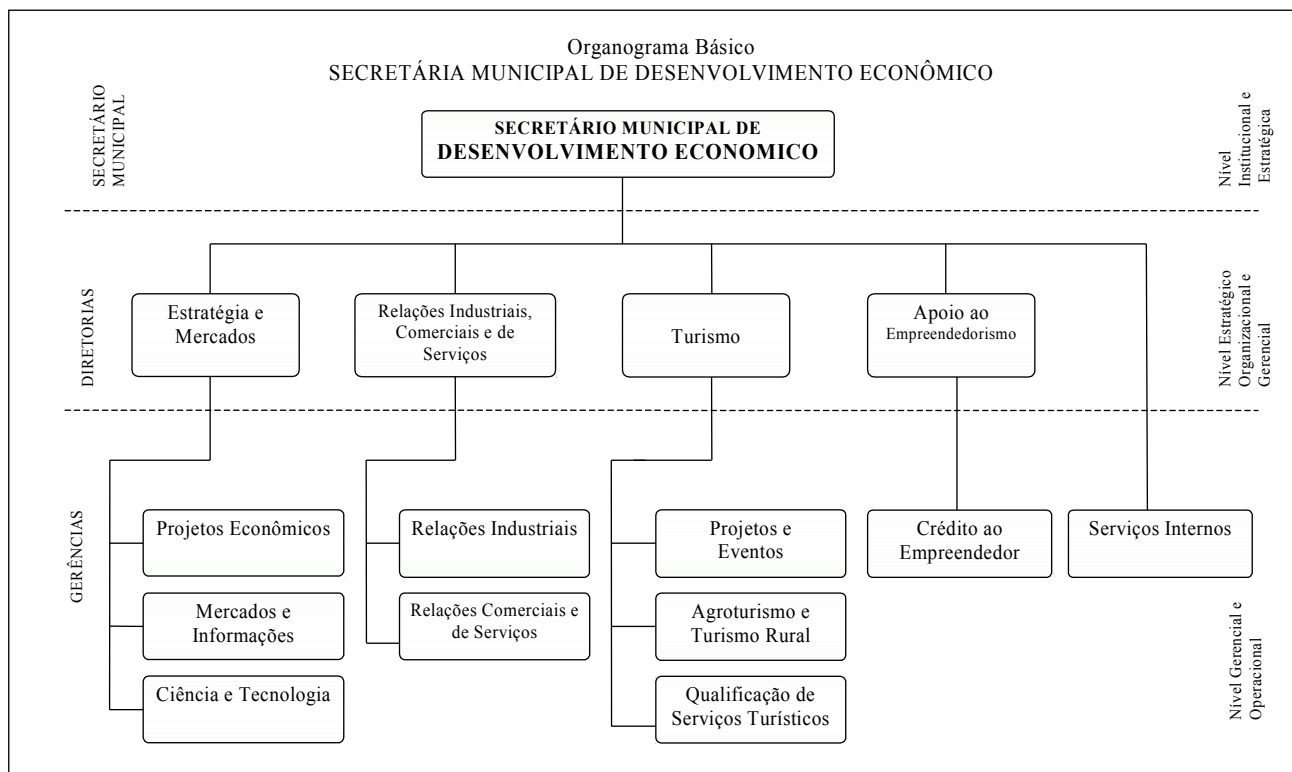 Organograma Básico
SECRETÁRIA MUNICIPAL DE DESENVOLVIMENTO ECONÔMICO
SECRETÁRIO
MUNICIPAL
SECRETÁRIO MUNICIPAL DE
DESENVOLVIMENTO ECONOMICO
Nível
Institucional e
Estratégica
DIRETORIAS
Estratégia e
Mercados
Relações Industriais,
Comerciais e de
Serviços
Turismo
Apoio ao
Empreendedorismo
Nível Estratégico
Organizacional e
Gerencial
GERÊNCIAS
Projetos Econômicos
Relações Industriais
Projetos e
Eventos
Crédito ao
Empreendedor
Serviços Internos
Mercados e
Informações
Relações Comerciais e
de Serviços
Agroturismo e
Turismo Rural
Ciência e Tecnologia
Qualificação de
Serviços Turísticos
Nível Gerencial e
Operacional